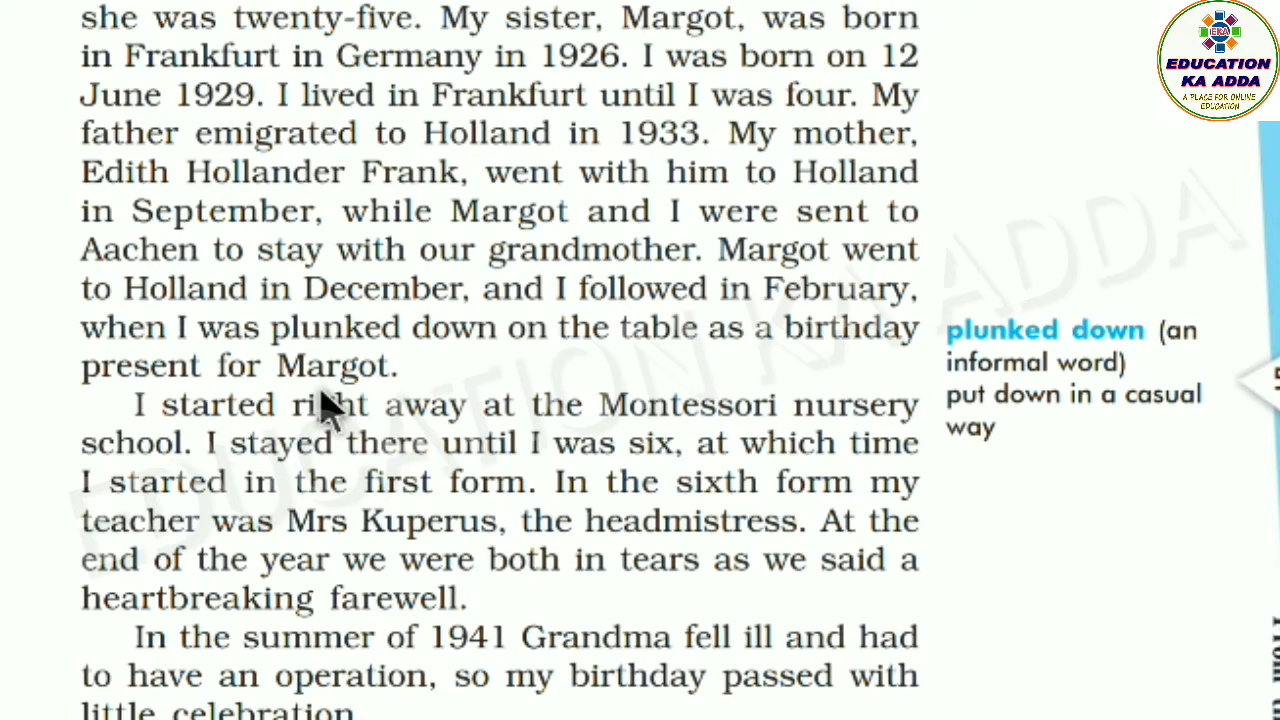 she was twenty-five. My sister, Margot, was born
in Frankfurt in Germany in 1926. I was born on 12
June 1929. I lived in Frankfurt until I was four. My
father emigrated to Holland in 1933. My mother,
Edith Hollander Frank, went with him to Holland
in September, while Margot and I were sent to
Aachen to stay with our grandmother. Margot went
to Holland in December, and I followed in February,
when I was plunked down on the table as a birthday
present for Margot.
I started right away at the Montessori nursery
school. I stayed there until I was six, at which time
I started in the first form. In the sixth form my
teacher was Mrs Kuperus, the headmistress. At the
end of the year we were both in tears as we said a
heartbreaking farewell.
In the summer of 1941 Grandma fell ill and had
to have an operation, so my birthday passed with
little celebration
plunked down (an
informal word)
put down in a casual
way
EKA
EDUCATION
KA ADDA
A PLACE FOR ONLINE
EDUCATION
EDUCATION KA ADDA